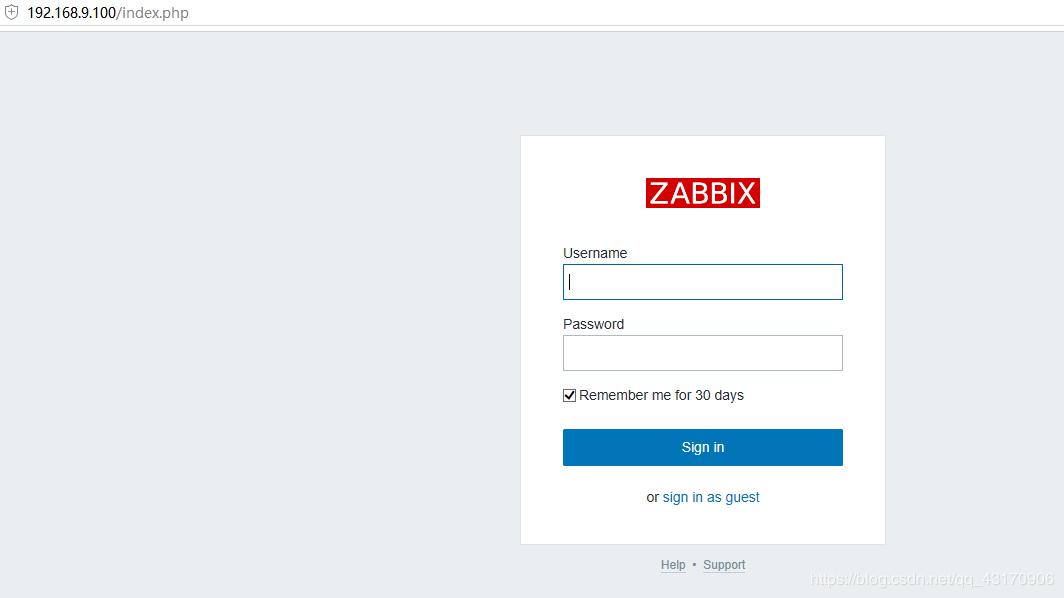 192.168.9.100/index.php
ZABBIX
Username
Password
Remember me for 30 days
Sign in
or sign in as guest
Help • Support
https://blog.csdn.net/qq_43170906